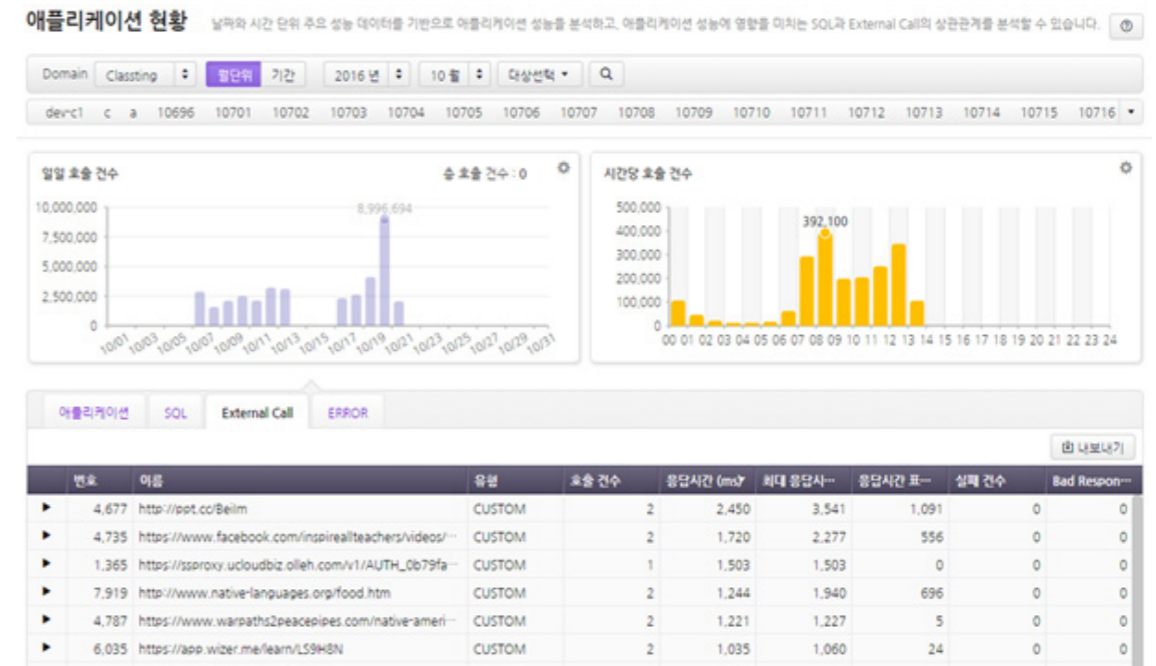 애플리케이션 현황 날짜와 시간 단위 주요 성능 데이터를 기반으로 애플리케이션 성능을 분석하고, 애플리케이션 성능에 영향을 미치는 SQL과 External Call의 상관관계를 분석할 수 있습니다.
Domain Classting 월단위 기간 2016 년 10 월 대상선택
dev-c1 c a 10696 10701 10702 10703 10704 10705 10706 10707 10708 10709 10710 10711 10712 10713 10714 10715 10716
일일 호출 건수 총 호출 건수 : 0
10,000,000
8,996,694
7,500,000
5,000,000
2,500,000
0
10/01 10/03 10/05 10/07 10/09 10/11 10/13 10/15 10/17 10/19 10/21 10/23 10/25 10/27 10/29 10/31
시간당 호출 건수
500,000
392,100
400,000
300,000
200,000
100,000
0
00 01 02 03 04 05 06 07 08 09 10 11 12 13 14 15 16 17 18 19 20 21 22 23 24
애플리케이션 SQL External Call ERROR
내보내기
번호 이름 유형 호출 건수 응답시간 (ms) 최대 응답시··· 응답시간 표··· 실패 건수 Bad Respon···
4,677 http://ppt.cc/Beilm CUSTOM 2 2,450 3,541 1,091 0 0
4,735 https://www.facebook.com/inspireallteachers/videos/··· CUSTOM 2 1,720 2,277 556 0 0
1,365 https://ssproxy.ucloudbiz.olleh.com/v1/AUTH_0b79fa··· CUSTOM 1 1,503 1,503 0 0 0
7,919 http://www.native-languages.org/food.htm CUSTOM 2 1,244 1,940 696 0 0
4,787 https://www.warpaths2peacepipes.com/native-ameri··· CUSTOM 2 1,221 1,227 5 0 0
6,035 https://app.wizer.me/learn/LS9H8N CUSTOM 2 1,035 1,060 24 0 0